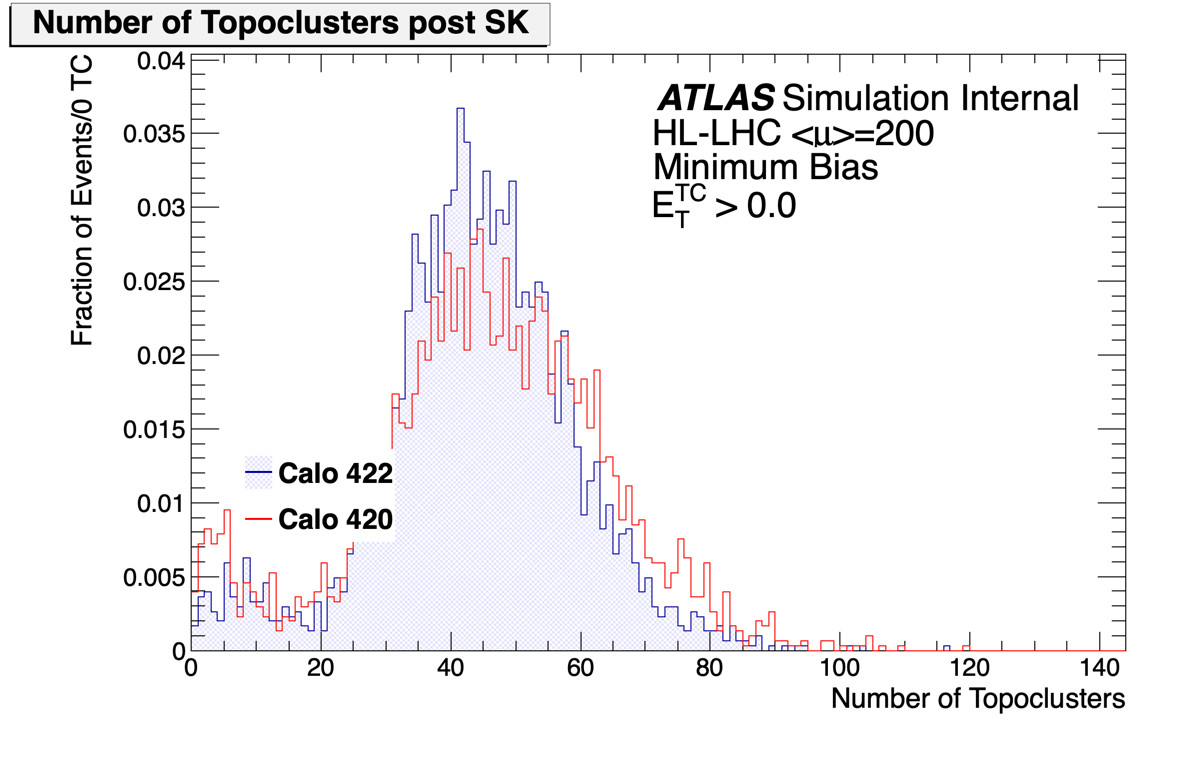 Number of Topoclusters post SK
Fraction of Events/0 TC
0.04
0.035
0.03
0.025
0.02
0.015
0.01
0.005
0
ATLAS Simulation Internal
HL-LHC <μ>=200
Minimum Bias
E_T^TC > 0.0
Calo 422
Calo 420
0 20 40 60 80 100 120 140
Number of Topoclusters